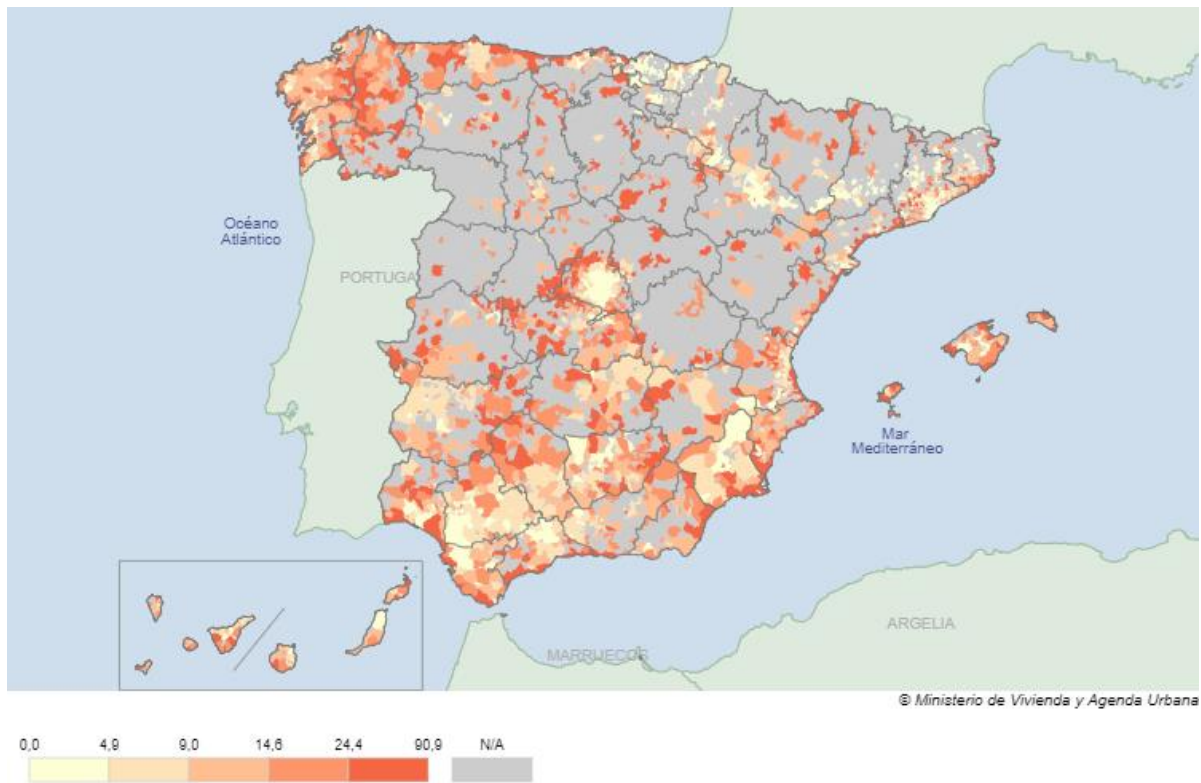 Océano
Atlántico
PORTUGA
Mar
Mediterráneo
ARGELIA
MARRUECOS
© Ministerio de Vivienda y Agenda Urbana
0,0 4,9 9,0 14,6 24,4 90,9 N/A